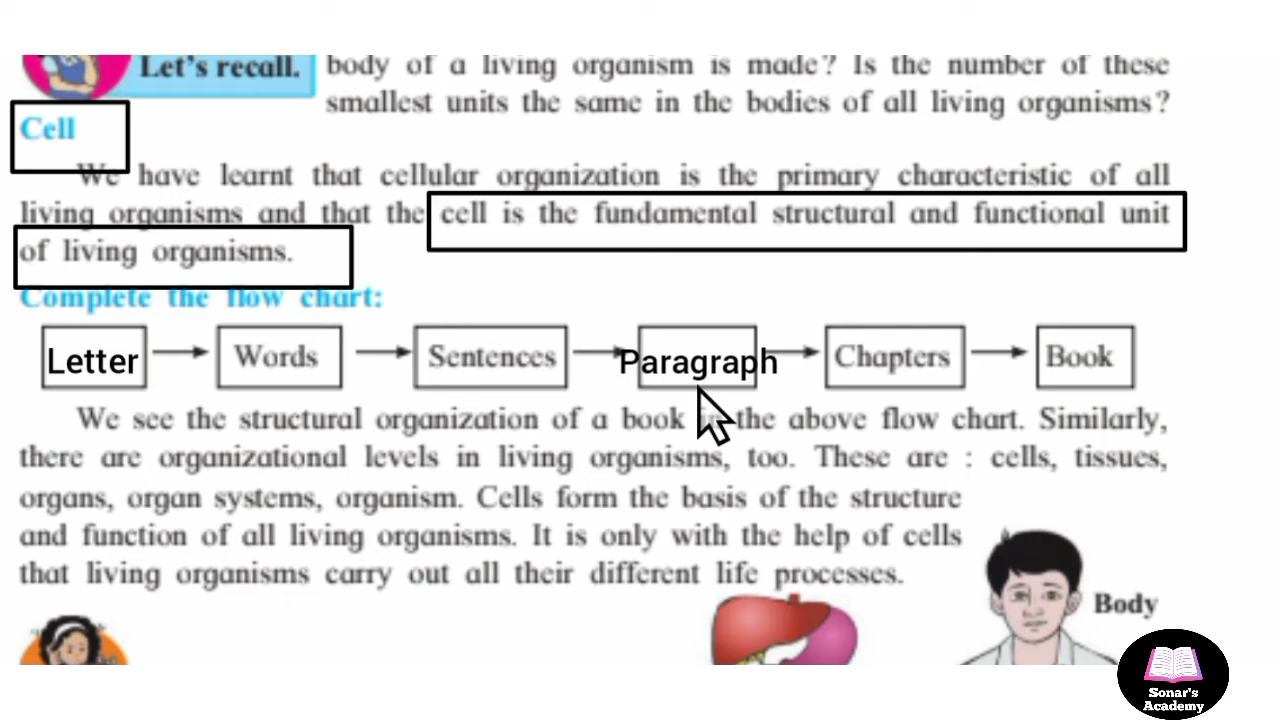 Let's recall.
body of a living organism is made? Is the number of these
smallest units the same in the bodies of all living organisms?
Cell
We have learnt that cellular organization is the primary characteristic of all
living organisms and that the cell is the fundamental structural and functional unit
of living organisms.
Complete the flow chart:
Letter Words Sentences Paragraph Chapters Book
We see the structural organization of a book in the above flow chart. Similarly,
there are organizational levels in living organisms, too. These are : cells, tissues,
organs, organ systems, organism. Cells form the basis of the structure
and function of all living organisms. It is only with the help of cells
that living organisms carry out all their different life processes.
Body
Sonar's
Academy